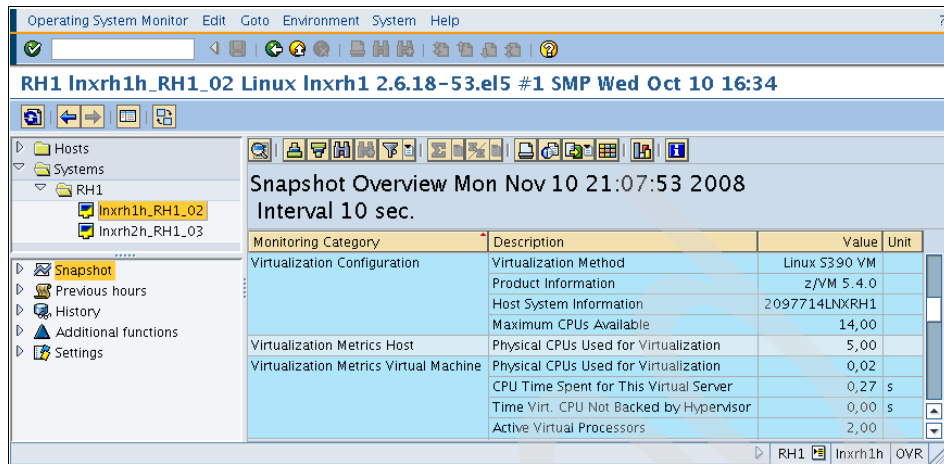 Operating System Monitor Edit Goto Environment System Help
RH1 lnxrh1h_RH1_02 Linux lnxrh1 2.6.18-53.el5 #1 SMP Wed Oct 10 16:34
Hosts
Systems
RH1
lnxrh1h_RH1_02
lnxrh2h_RH1_03
Snapshot
Previous hours
History
Additional functions
Settings
Snapshot Overview Mon Nov 10 21:07:53 2008
Interval 10 sec.
Monitoring Category Description Value Unit
Virtualization Configuration Virtualization Method Linux S390 VM
Product Information z/VM 5.4.0
Host System Information 2097714LNXRH1
Maximum CPUs Available 14,00
Virtualization Metrics Host Physical CPUs Used for Virtualization 5,00
Virtualization Metrics Virtual Machine Physical CPUs Used for Virtualization 0,02
CPU Time Spent for This Virtual Server 0,27 s
Time Virt. CPU Not Backed by Hypervisor 0,00 s
Active Virtual Processors 2,00
RH1 lnxrh1h OVR